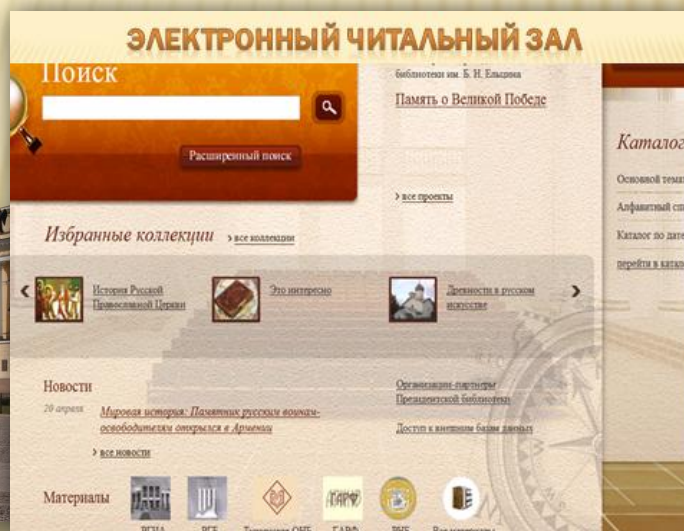 ЭЛЕКТРОННЫЙ ЧИТАЛЬНЫЙ ЗАЛ
Поиск
Расширенный поиск
библиотеки им. Б. Н. Ельцина
Память о Великой Победе
все проекты
Каталог
Основной
Алфавитный
Каталог по дате
перейти в
Избранные коллекции все коллекции
История Русской
Православной Церкви
Это интересно
Древности в русском
искусстве
Новости
20 апреля
Мировая история: Памятник русским воинам-
освободителям открылся в Армении
все новости
Организации-партнеры
Президентской библиотеки
Доступ к внешним базам данных
Материалы
ГАРФ